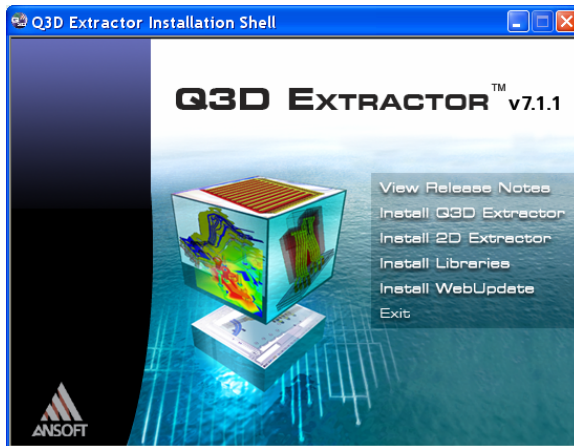 Q3D Extractor Installation Shell
Q3D EXTRACTOR™ v7.1.1
View Release Notes
Install Q3D Extractor
Install 2D Extractor
Install Libraries
Install WebUpdate
Exit
ANSOFT